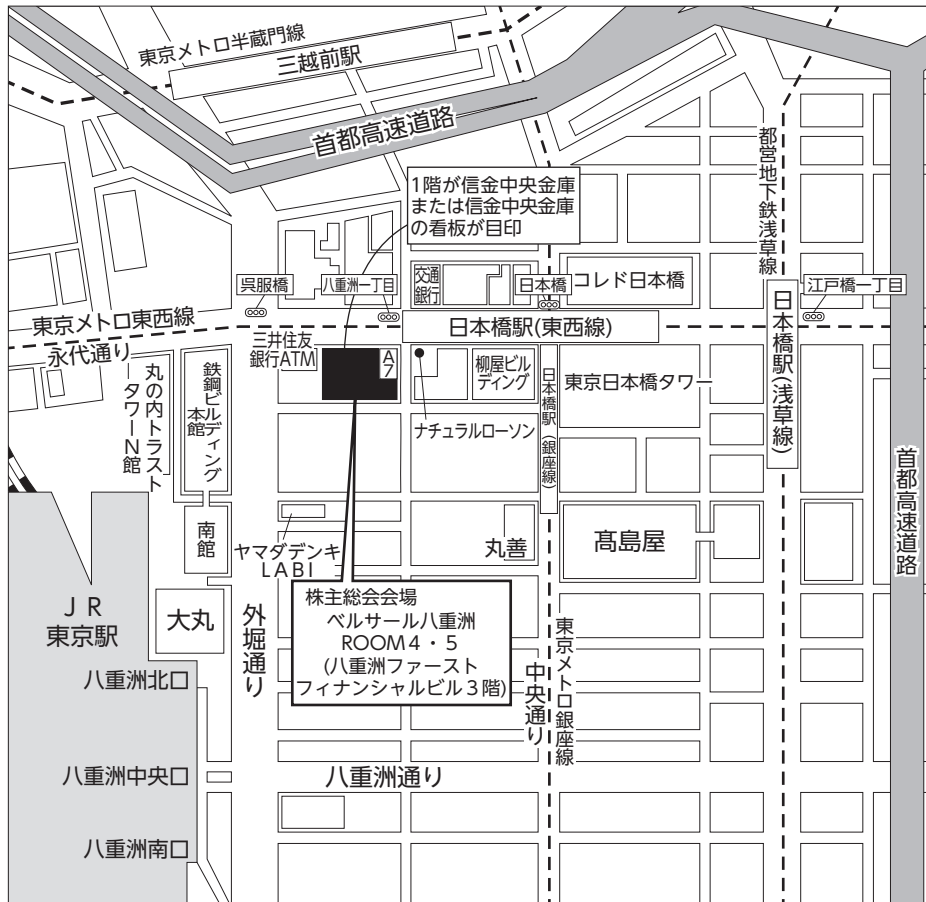 東京メトロ半蔵門線
三越前駅
首都高速道路
都営地下鉄浅草線
1階が信金中央金庫
または信金中央金庫
の看板が目印
呉服橋
八重洲一丁目
交通
銀行
日本橋
コレド日本橋
江戸橋一丁目
東京メトロ東西線
日本橋駅(東西線)
日本橋駅(浅草線)
永代通り
三井住友
銀行ATM
A7
柳屋ビル
ディング
日本橋駅(銀座線)
東京日本橋タワー
丸の内トラスト
タワーN館
鉄鋼ビルディング
本館
ナチュラルローソン
首都高速道路
南館
ヤマダデンキ
LABI
丸善
髙島屋
JR
東京駅
大丸
外堀通り
株主総会会場
ベルサール八重洲
ROOM4・5
(八重洲ファースト
フィナンシャルビル3階)
中央通り
東京メトロ銀座線
八重洲北口
八重洲中央口
八重洲通り
八重洲南口